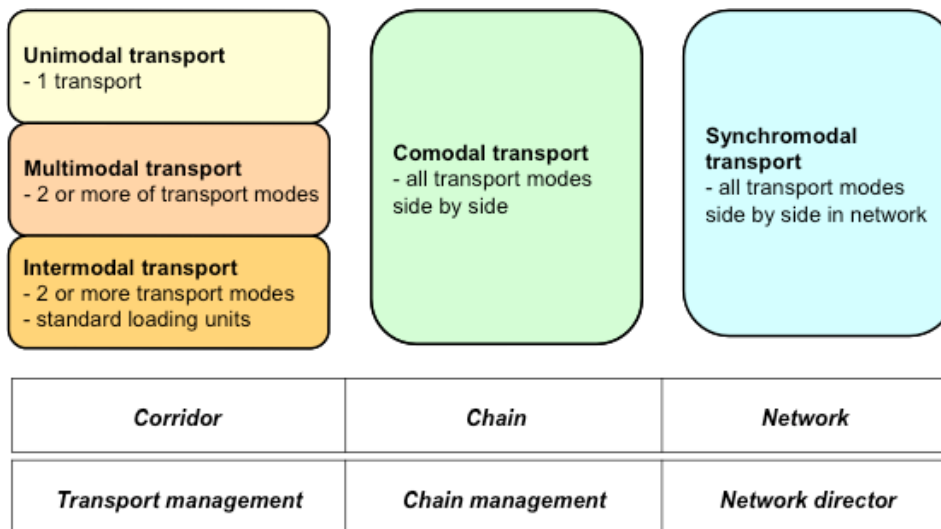 Unimodal transport
- 1 transport
Multimodal transport
- 2 or more of transport modes
Intermodal transport
- 2 or more transport modes
- standard loading units
Comodal transport
- all transport modes
side by side
Synchromodal
transport
- all transport modes
side by side in network
Corridor
Chain
Network
Transport management
Chain management
Network director